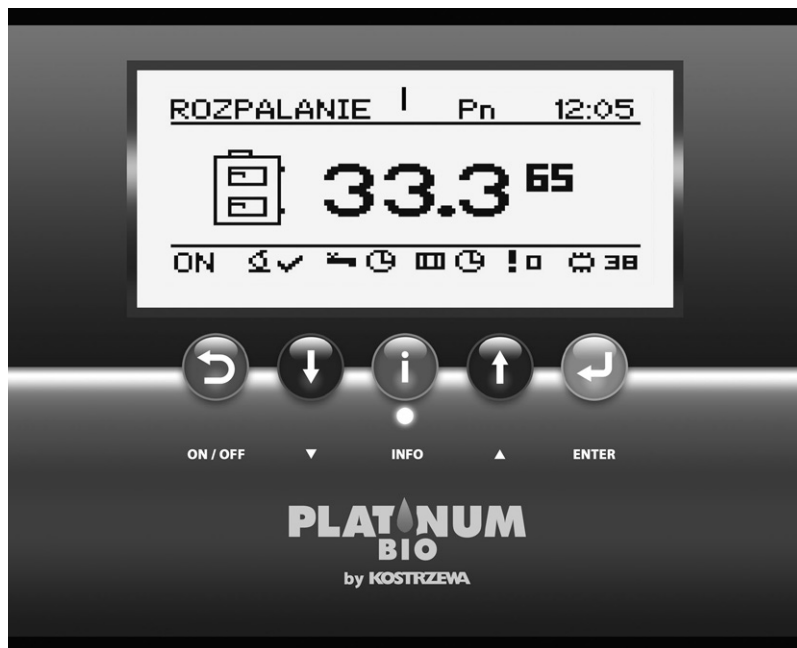 ROZPALANIE Pn 12:05
33.3 65
ON 0 38
i
ON / OFF ▼ INFO ▲ ENTER
PLATINUM
BIO
by KOSTRZEWA